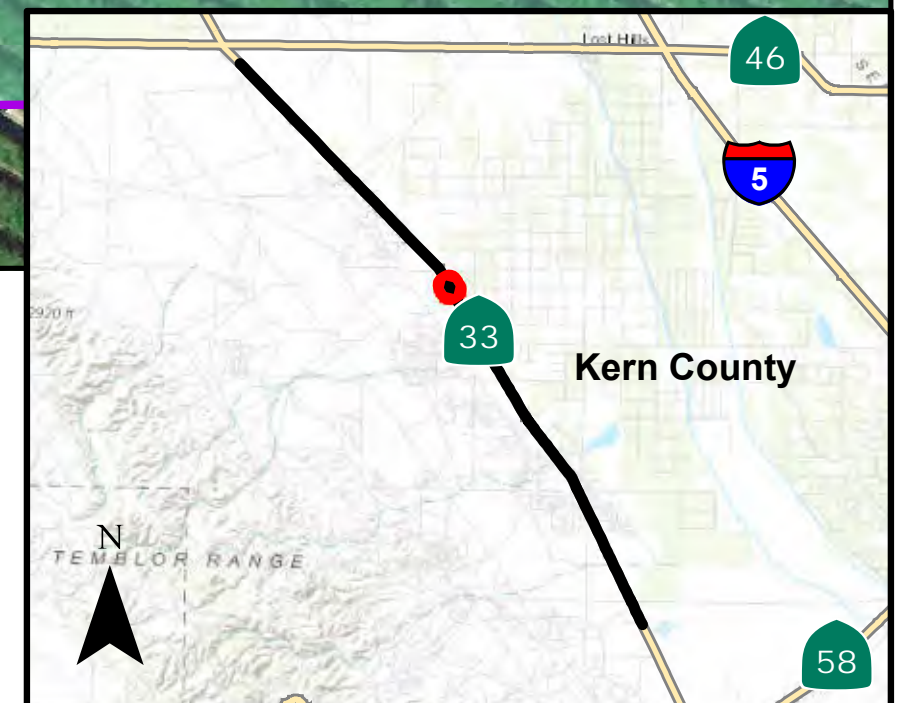 Lost Hills
46
S E
5
2920 ft
33
Kern County
N
TEMBLOR RANGE
58